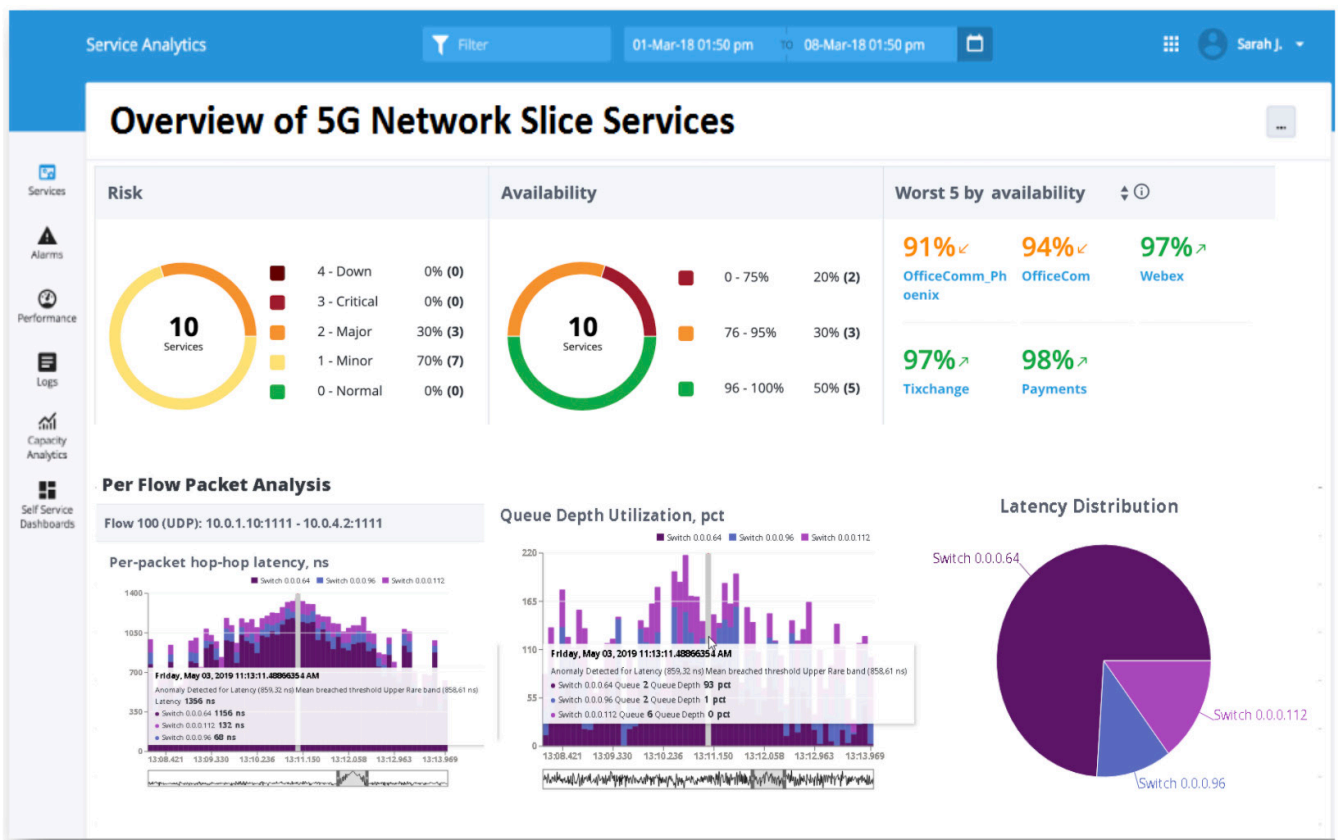 Service Analytics
Filter
01-Mar-18 01:50 pm TO 08-Mar-18 01:50 pm
Sarah J.
Overview of 5G Network Slice Services
...
Services
Alarms
Performance
Logs
Capacity
Analytics
Self Service
Dashboards
Risk
10
Services
4 - Down 0% (0)
3 - Critical 0% (0)
2 - Major 30% (3)
1 - Minor 70% (7)
0 - Normal 0% (0)
Availability
10
Services
0 - 75% 20% (2)
76 - 95% 30% (3)
96 - 100% 50% (5)
Worst 5 by availability
91% 94% 97%
OfficeComm_Ph OfficeCom Webex
oenix
97% 98%
Tixchange Payments
Per Flow Packet Analysis
Flow 100 (UDP): 10.0.1.10:1111 - 10.0.4.2:1111
Per-packet hop-hop latency, ns
Switch 0.0.0.64 Switch 0.0.0.96 Switch 0.0.0.112
1400
1050
700
350
0
Friday, May 03, 2019 11:13:11.48866354 AM
Anomaly Detected for Latency (859,32 ns) Mean breached threshold Upper Rare band (858,61 ns)
Latency 1356 ns
Switch 0.0.0.64 1156 ns
Switch 0.0.0.112 132 ns
Switch 0.0.0.96 68 ns
13:08.421 13:09.330 13:10.236 13:11.150 13:12.058 13:12.963 13:13.969
Queue Depth Utilization, pct
Switch 0.0.0.64 Switch 0.0.0.96 Switch 0.0.0.112
220
165
110
55
0
Friday, May 03, 2019 11:13:11.48866354 AM
Anomaly Detected for Latency (859,32 ns) Mean breached threshold Upper Rare band (858,61 ns)
Switch 0.0.0.64 Queue 2 Queue Depth 93 pct
Switch 0.0.0.96 Queue 2 Queue Depth 1 pct
Switch 0.0.0.112 Queue 6 Queue Depth 0 pct
13:08.421 13:09.330 13:10.236 13:11.150 13:12.058 13:12.963 13:13.969
Latency Distribution
Switch 0.0.0.64
Switch 0.0.0.112
Switch 0.0.0.96